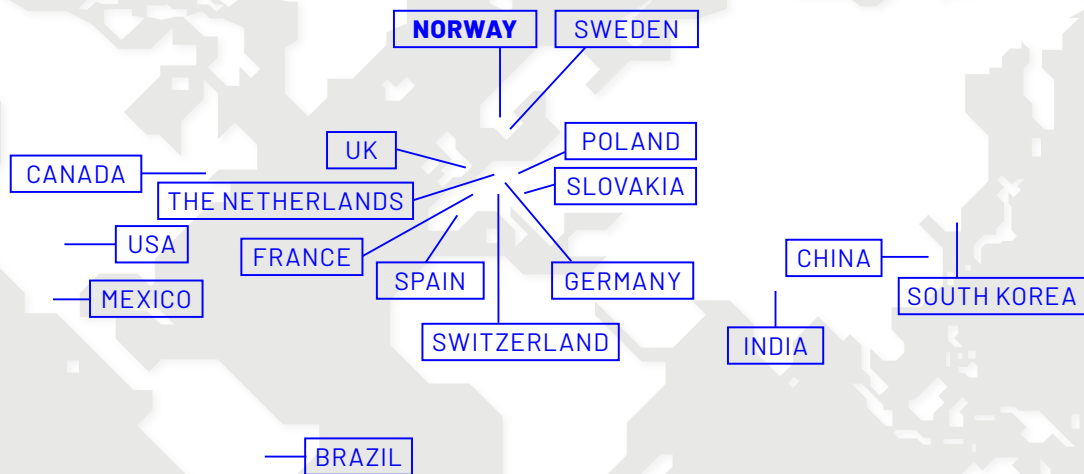 NORWAY
SWEDEN
UK
POLAND
CANADA
THE NETHERLANDS
SLOVAKIA
USA
FRANCE
SPAIN
GERMANY
CHINA
MEXICO
SOUTH KOREA
SWITZERLAND
INDIA
BRAZIL